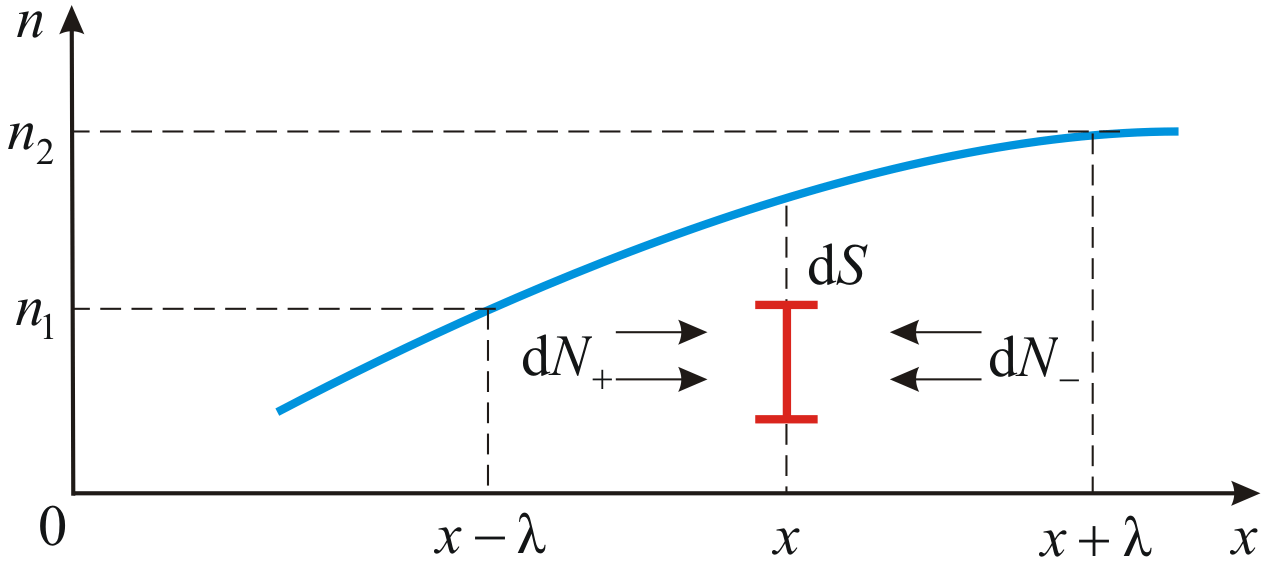 n
n₂
dS
n₁
dN₊
dN₋
0
x − λ
x
x + λ
x